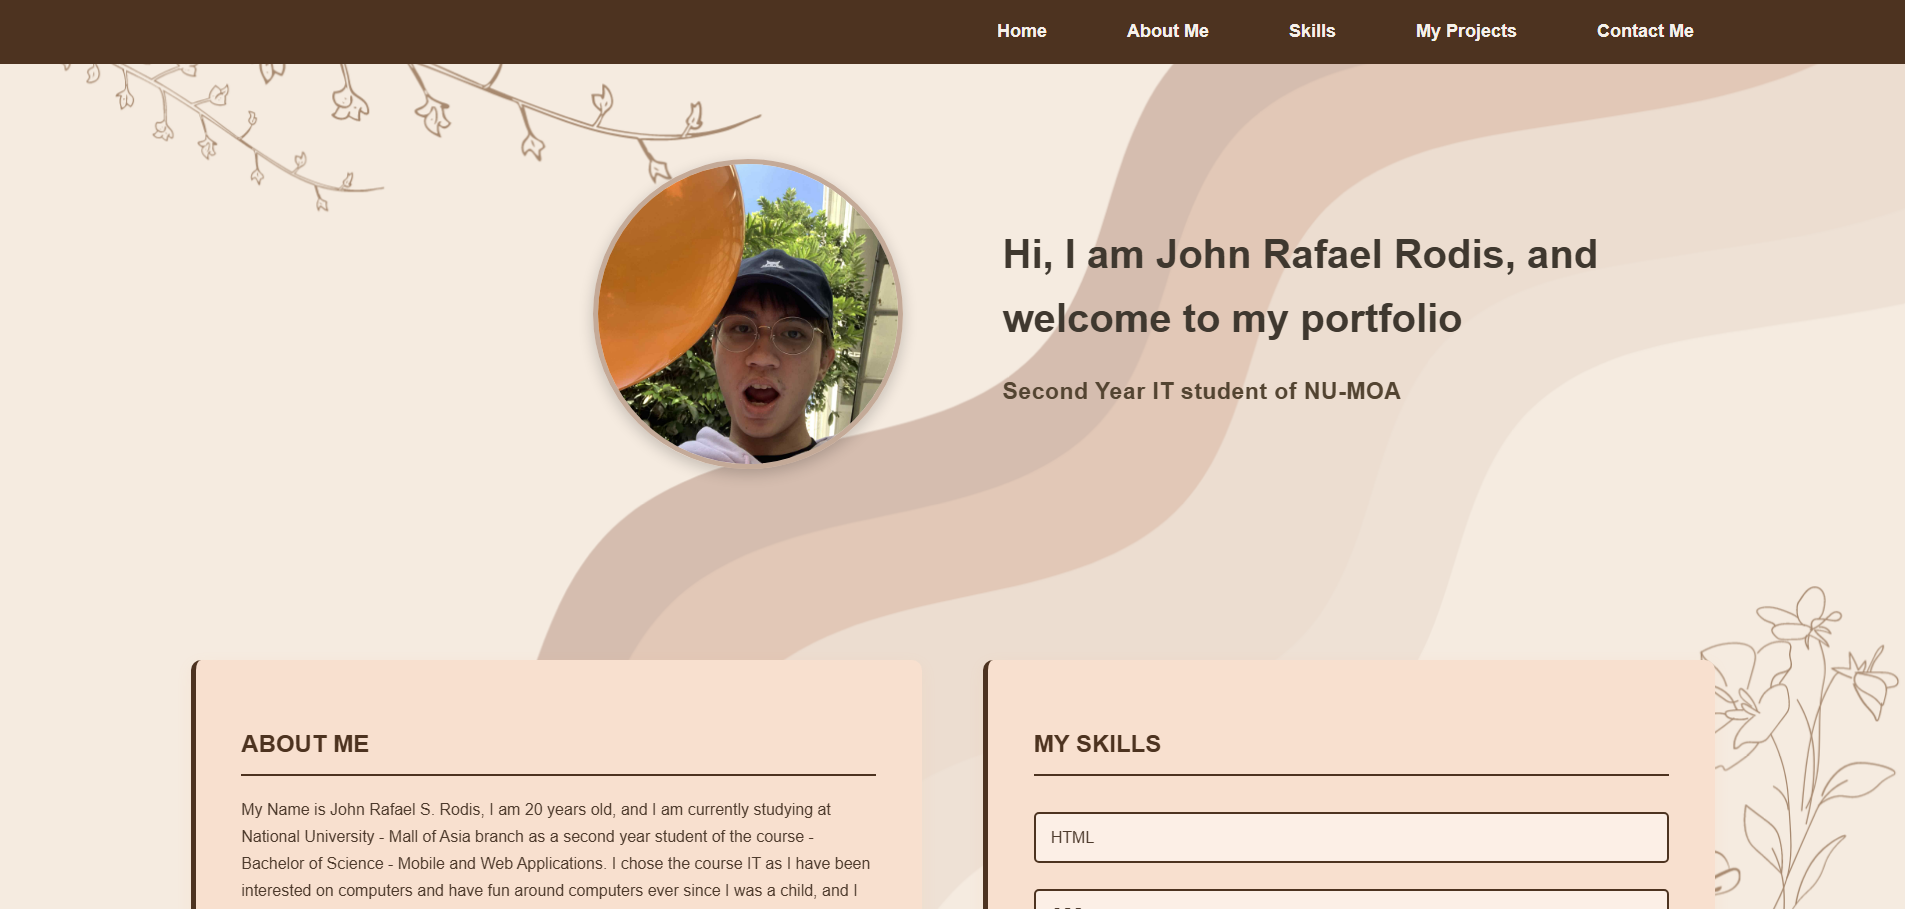 Home About Me Skills My Projects Contact Me
Hi, I am John Rafael Rodis, and
welcome to my portfolio
Second Year IT student of NU-MOA
ABOUT ME
My Name is John Rafael S. Rodis, I am 20 years old, and I am currently studying at
National University - Mall of Asia branch as a second year student of the course -
Bachelor of Science - Mobile and Web Applications. I chose the course IT as I have been
interested on computers and have fun around computers ever since I was a child, and I
MY SKILLS
HTML